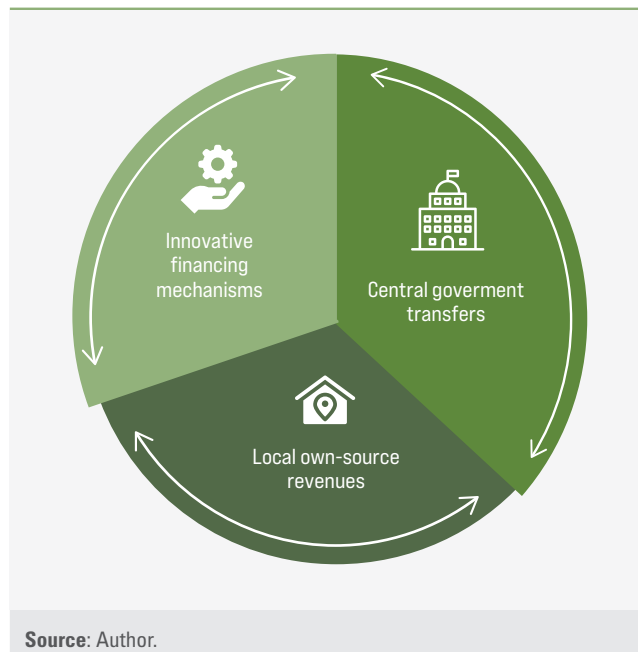 Innovative
financing
mechanisms
Central goverment
transfers
Local own-source
revenues
Source: Author.